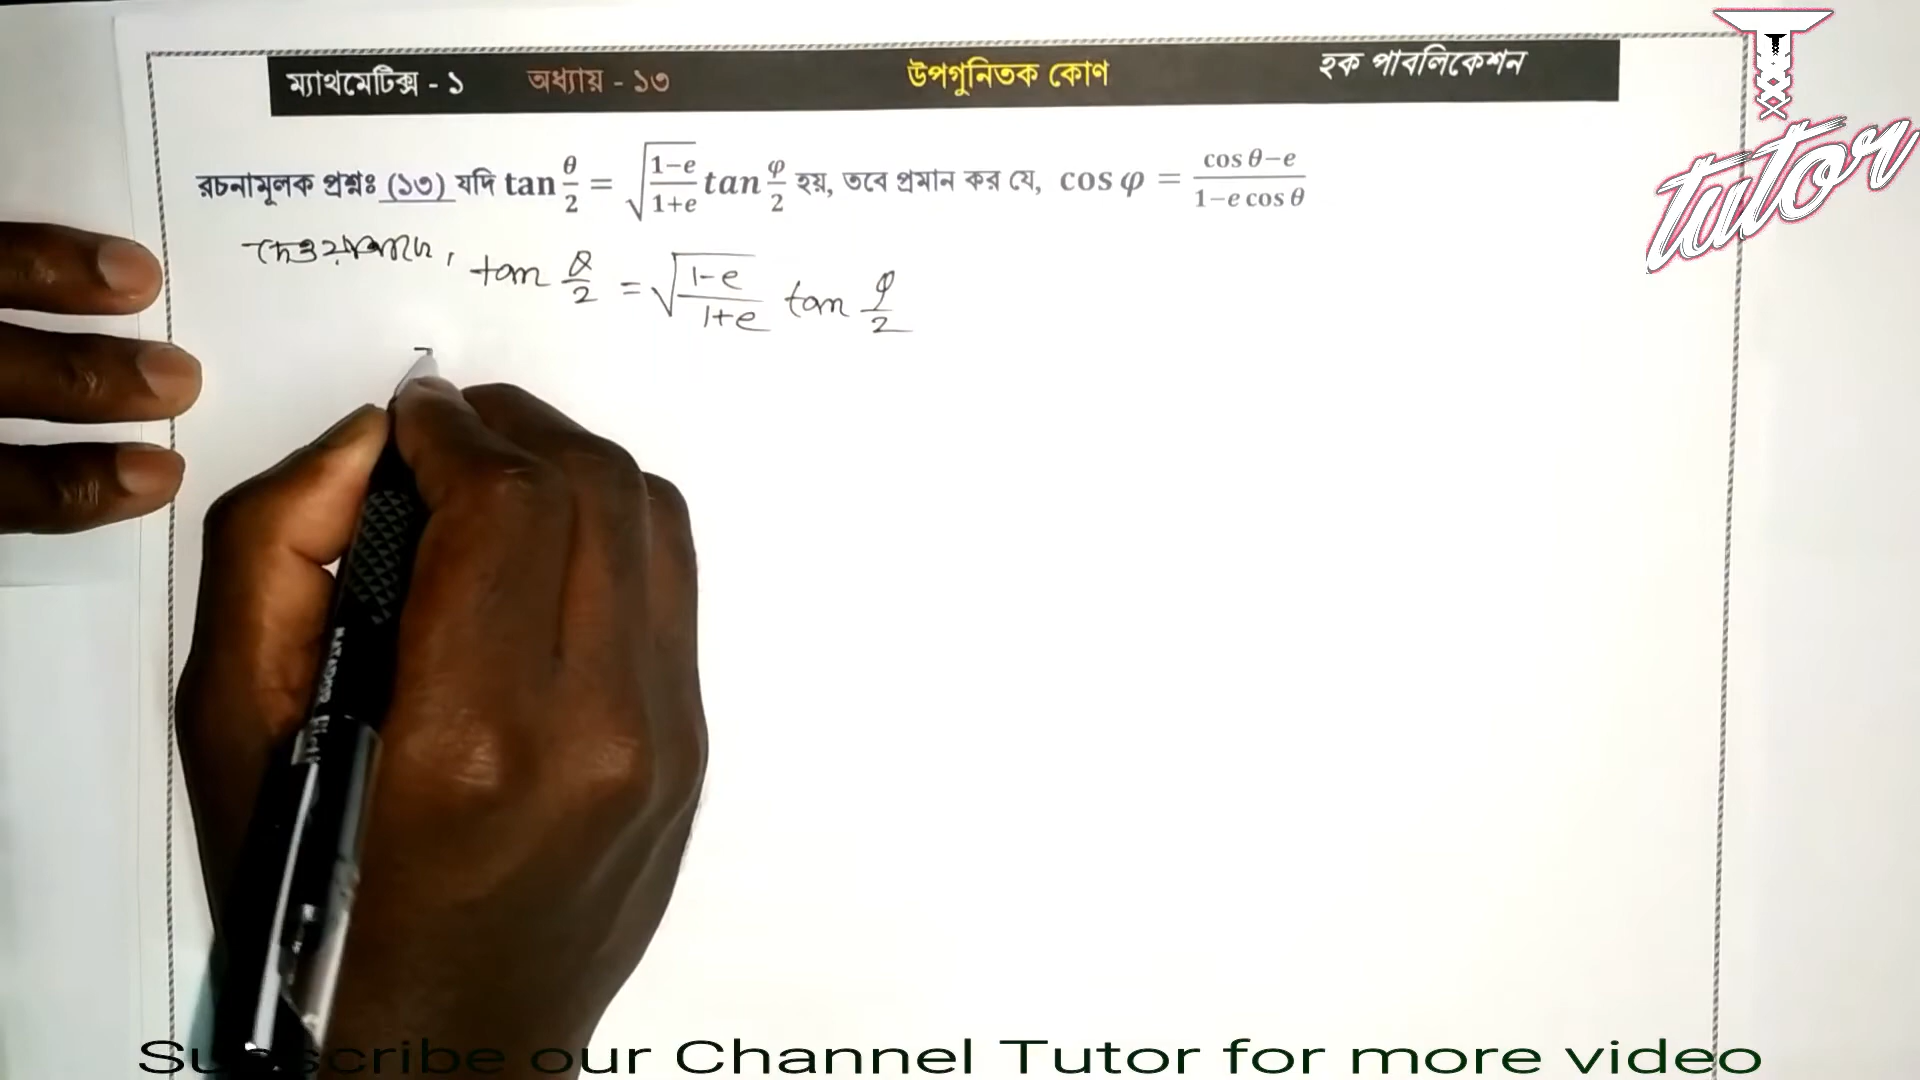 ম্যাথমেটিক্স - ১ অধ্যায় - ১৩ উপগুনিতক কোণ হক পাবলিকেশন
রচনামূলক প্রশ্নঃ (১৩) যদি tan θ/2 = √((1−e)/(1+e)) tan φ/2 হয়, তবে প্রমান কর যে, cos φ = (cos θ−e)/(1−e cos θ)
tan θ/2 = √((1-e)/(1+e)) tan φ/2
tutor
Su cribe our Channel Tutor for more video